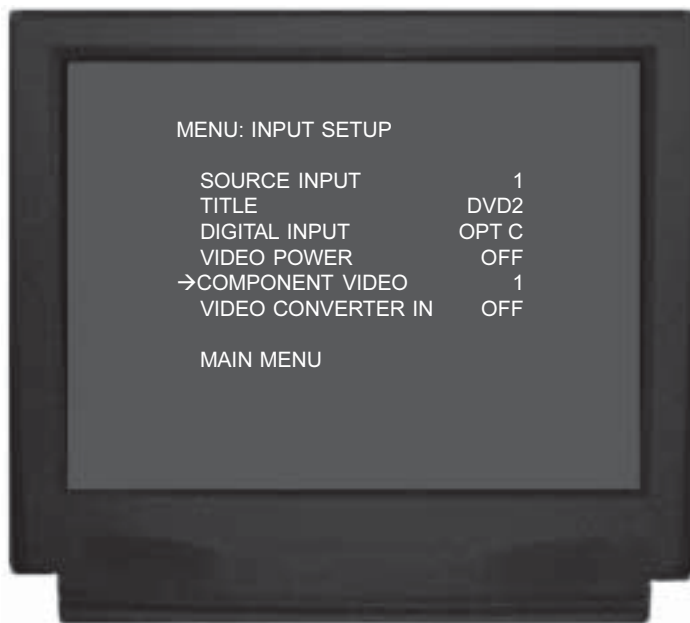 MENU: INPUT SETUP
SOURCE INPUT 1
TITLE DVD2
DIGITAL INPUT OPT C
VIDEO POWER OFF
→COMPONENT VIDEO 1
VIDEO CONVERTER IN OFF
MAIN MENU